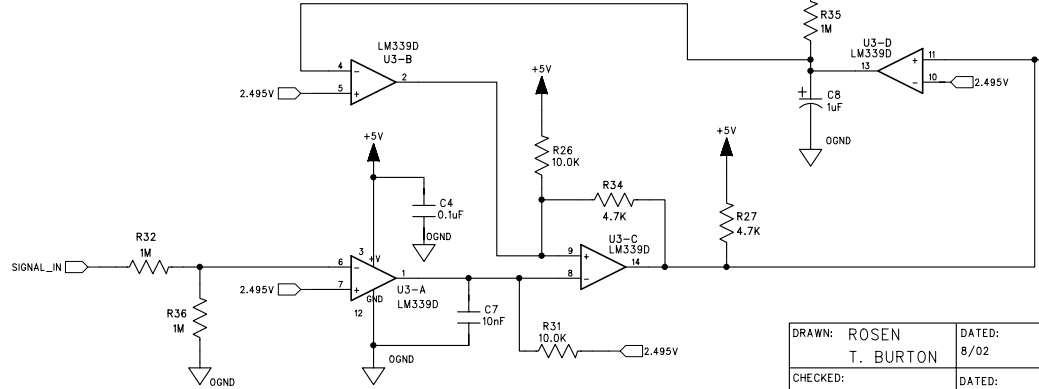 R35
1M
LM339D
U3-B
4
5
2
2.495V
U3-D
LM339D
13
11
10
2.495V
+
C8
1uF
OGND
+5V
R26
10.0K
+5V
C4
0.1uF
OGND
R34
4.7K
+5V
R27
4.7K
U3-C
LM339D
9
8
14
R32
1M
SIGNAL_IN
R36
1M
OGND
3
+V
6
7
1
2.495V
GND
12
U3-A
LM339D
C7
10nF
OGND
R31
10.0K
2.495V
DRAWN: ROSEN
T. BURTON
DATED:
8/02
CHECKED:
DATED: